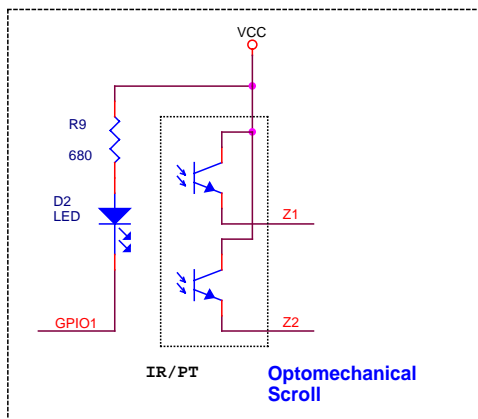 VCC
R9
680
D2
LED
Z1
GPIO1
Z2
IR/PT
Optomechanical
Scroll